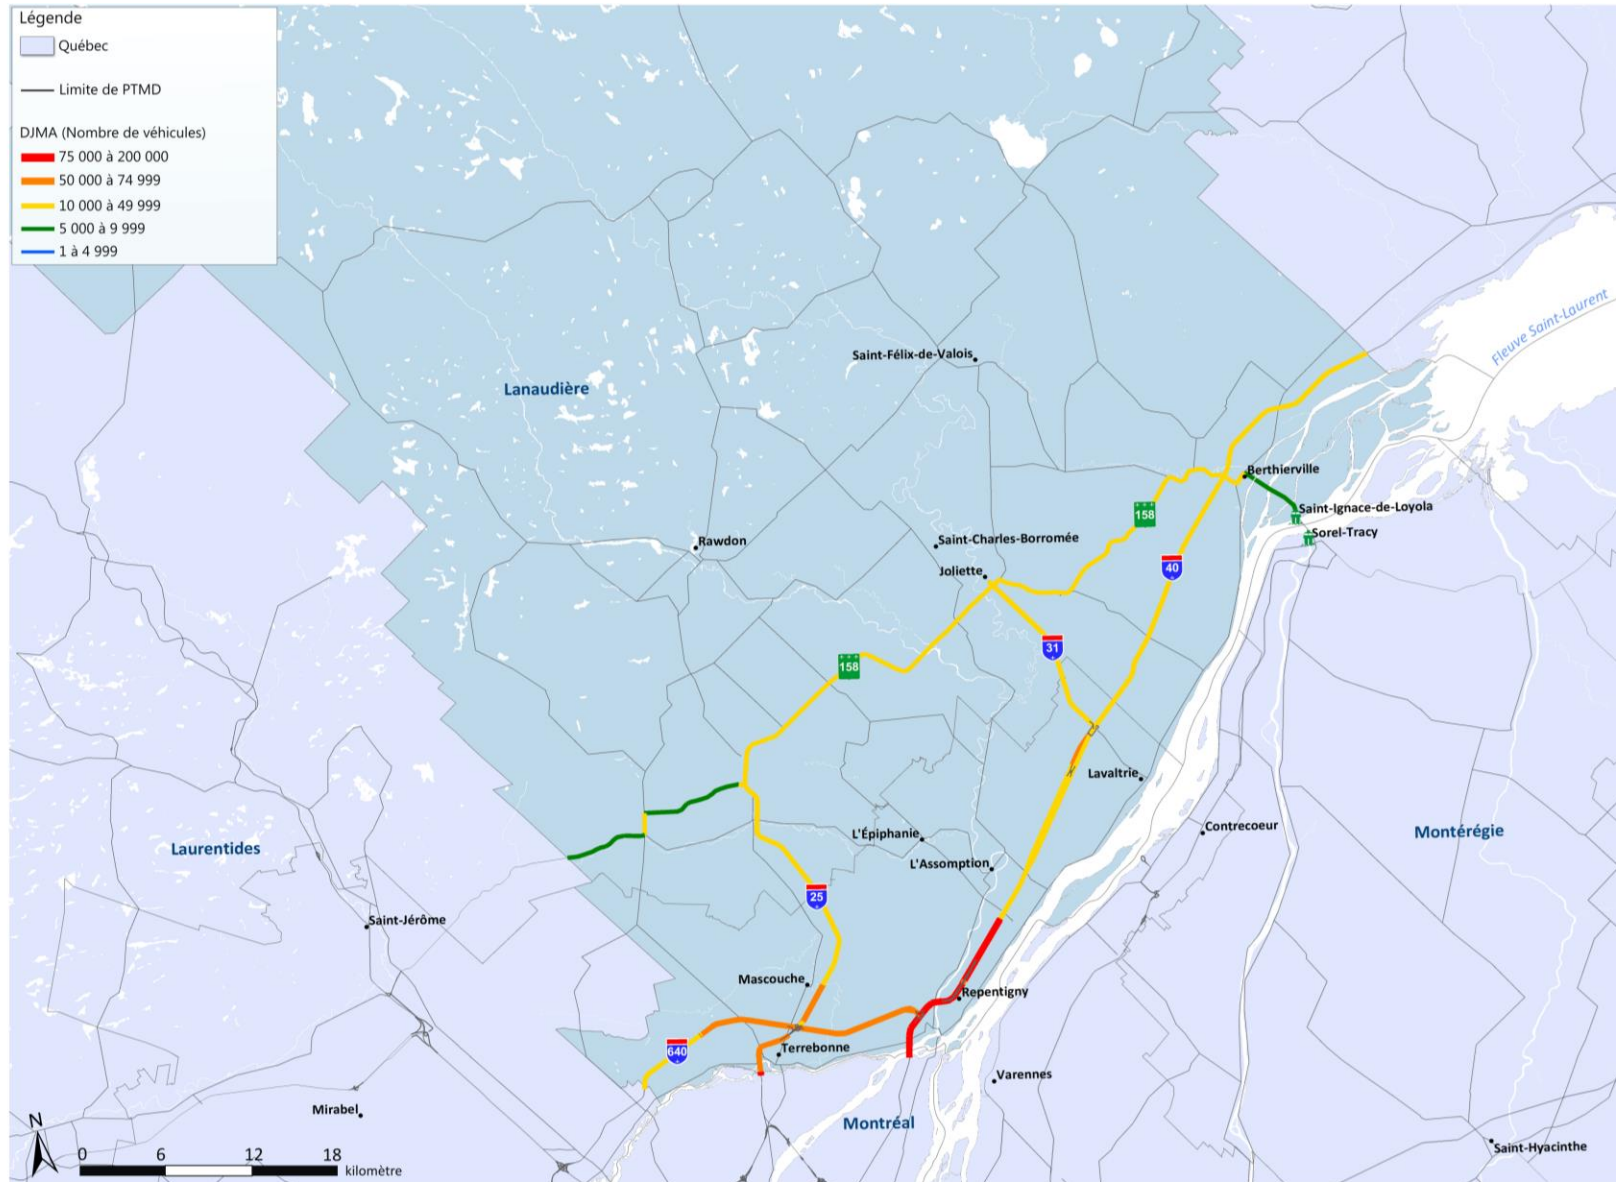 Légende
Québec
Limite de PTMD
DJMA (Nombre de véhicules)
75 000 à 200 000
50 000 à 74 999
10 000 à 49 999
5 000 à 9 999
1 à 4 999
Fleuve Saint-Laurent
Saint-Félix-de-Valois
Lanaudière
Berthierville
158
Saint-Ignace-de-Loyola
Sorel-Tracy
Rawdon
Saint-Charles-Borromée
Joliette
40
31
158
Lavaltrie
L'Épiphanie
Contrecoeur
Montérégie
Laurentides
L'Assomption
25
Saint-Jérôme
Mascouche
Repentigny
Terrebonne
640
Varennes
Mirabel
Montréal
Saint-Hyacinthe
N
0 6 12 18
kilomètre